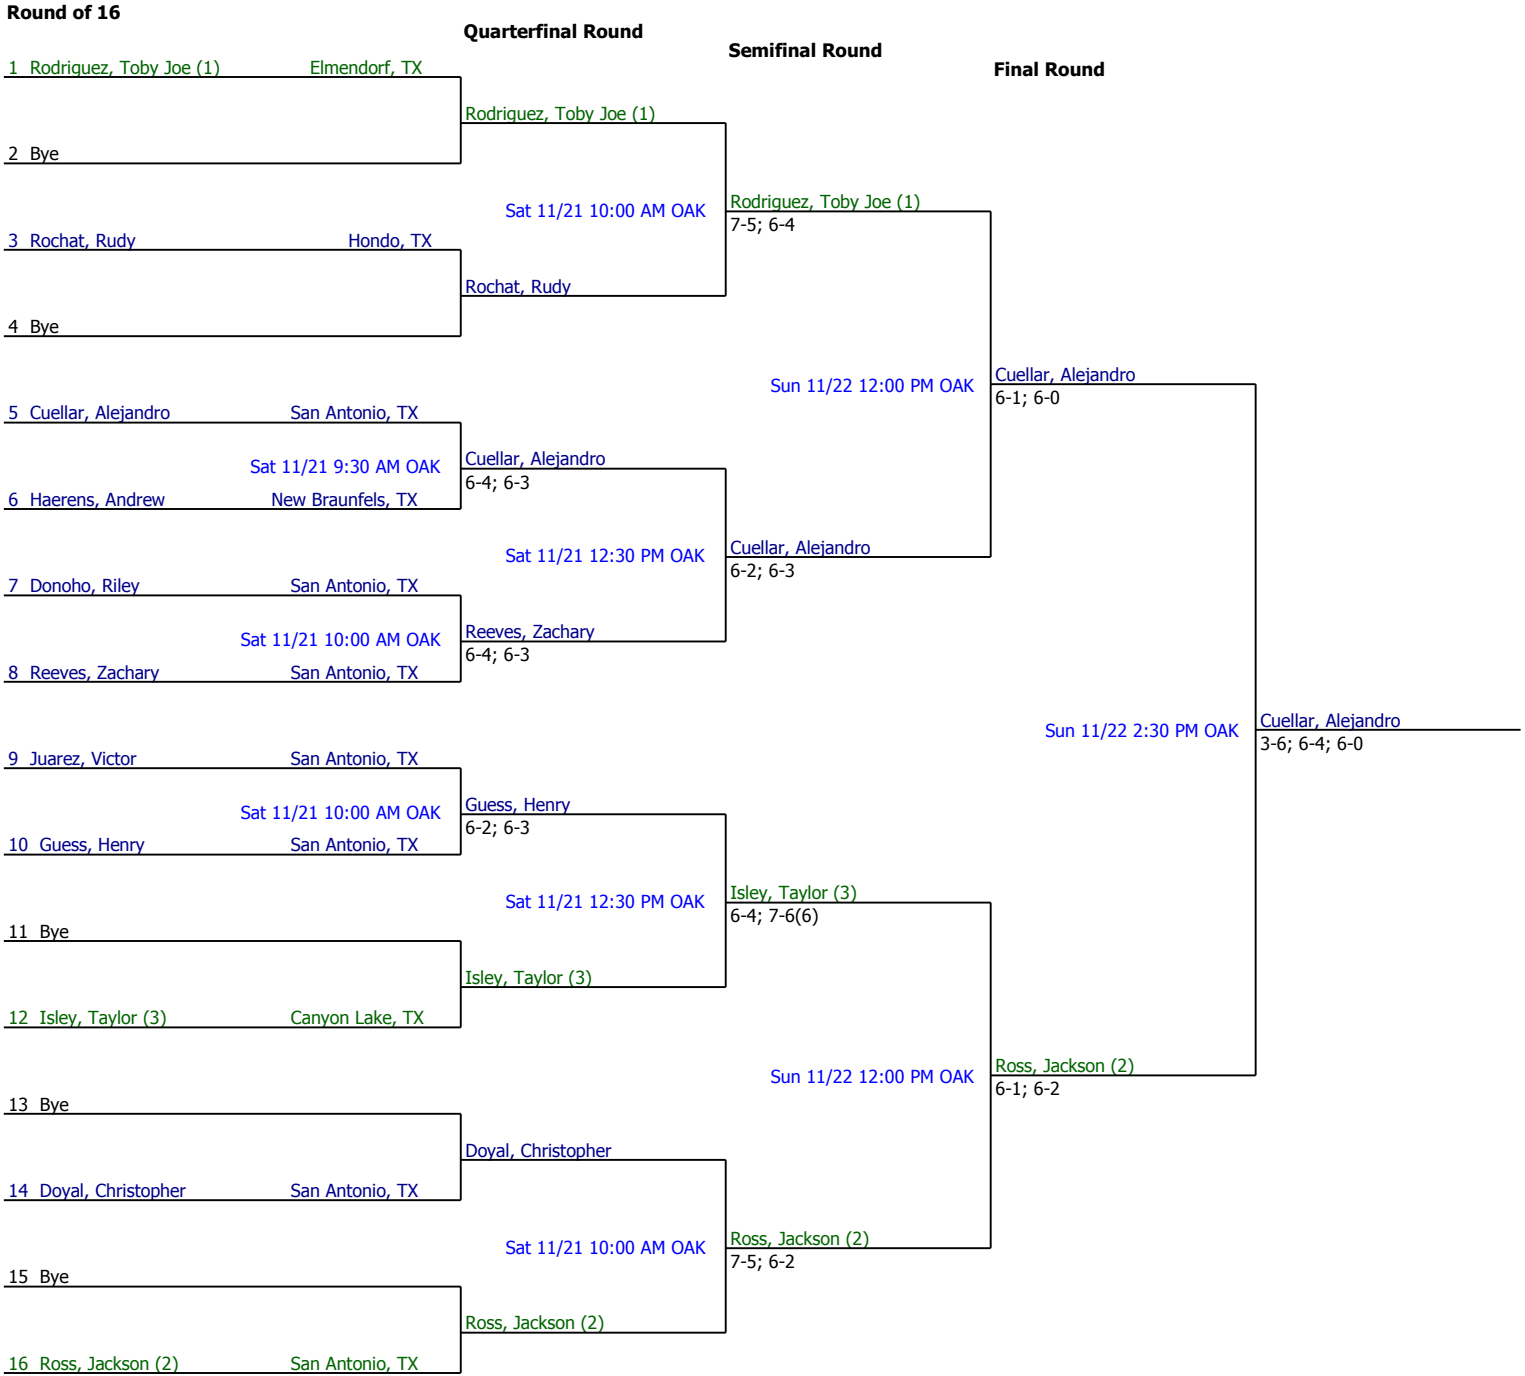 Round of 16
Quarterfinal Round
Semifinal Round
Final Round
1 Rodriguez, Toby Joe (1) Elmendorf, TX
Rodriguez, Toby Joe (1)
2 Bye
Sat 11/21 10:00 AM OAK
Rodriguez, Toby Joe (1)
7-5; 6-4
3 Rochat, Rudy Hondo, TX
Rochat, Rudy
4 Bye
Sun 11/22 12:00 PM OAK
Cuellar, Alejandro
6-1; 6-0
5 Cuellar, Alejandro San Antonio, TX
Sat 11/21 9:30 AM OAK
Cuellar, Alejandro
6-4; 6-3
6 Haerens, Andrew New Braunfels, TX
Sat 11/21 12:30 PM OAK
Cuellar, Alejandro
6-2; 6-3
7 Donoho, Riley San Antonio, TX
Sat 11/21 10:00 AM OAK
Reeves, Zachary
6-4; 6-3
8 Reeves, Zachary San Antonio, TX
Sun 11/22 2:30 PM OAK
Cuellar, Alejandro
3-6; 6-4; 6-0
9 Juarez, Victor San Antonio, TX
Sat 11/21 10:00 AM OAK
Guess, Henry
6-2; 6-3
10 Guess, Henry San Antonio, TX
Sat 11/21 12:30 PM OAK
Isley, Taylor (3)
6-4; 7-6(6)
11 Bye
Isley, Taylor (3)
12 Isley, Taylor (3) Canyon Lake, TX
Sun 11/22 12:00 PM OAK
Ross, Jackson (2)
6-1; 6-2
13 Bye
Doyal, Christopher
14 Doyal, Christopher San Antonio, TX
Sat 11/21 10:00 AM OAK
Ross, Jackson (2)
7-5; 6-2
15 Bye
Ross, Jackson (2)
16 Ross, Jackson (2) San Antonio, TX